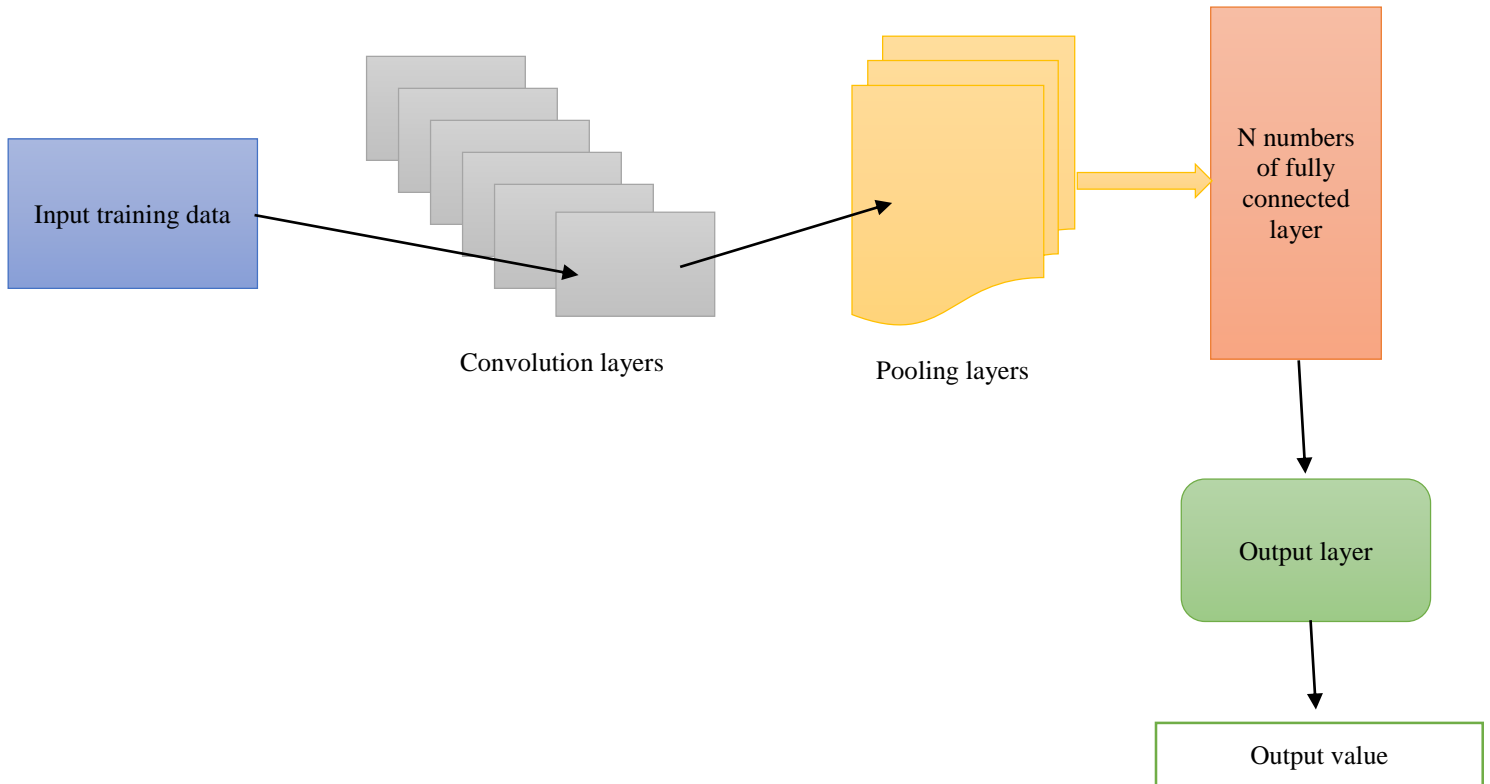 Input training data
Convolution layers
Pooling layers
N numbers
of fully
connected
layer
Output layer
Output value